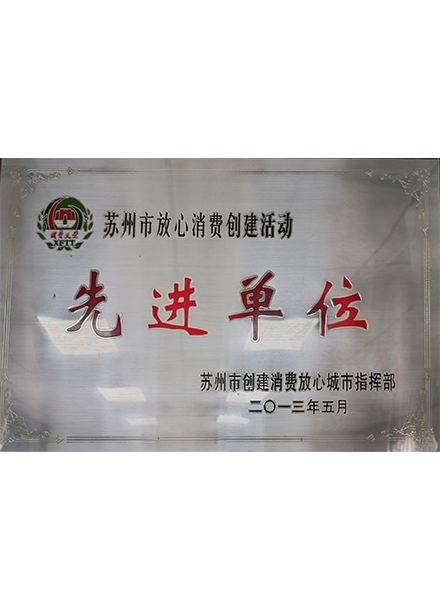 苏州市放心消费创建活动
XFTX
先进单位
苏州市创建消费放心城市指挥部
二〇一三年五月